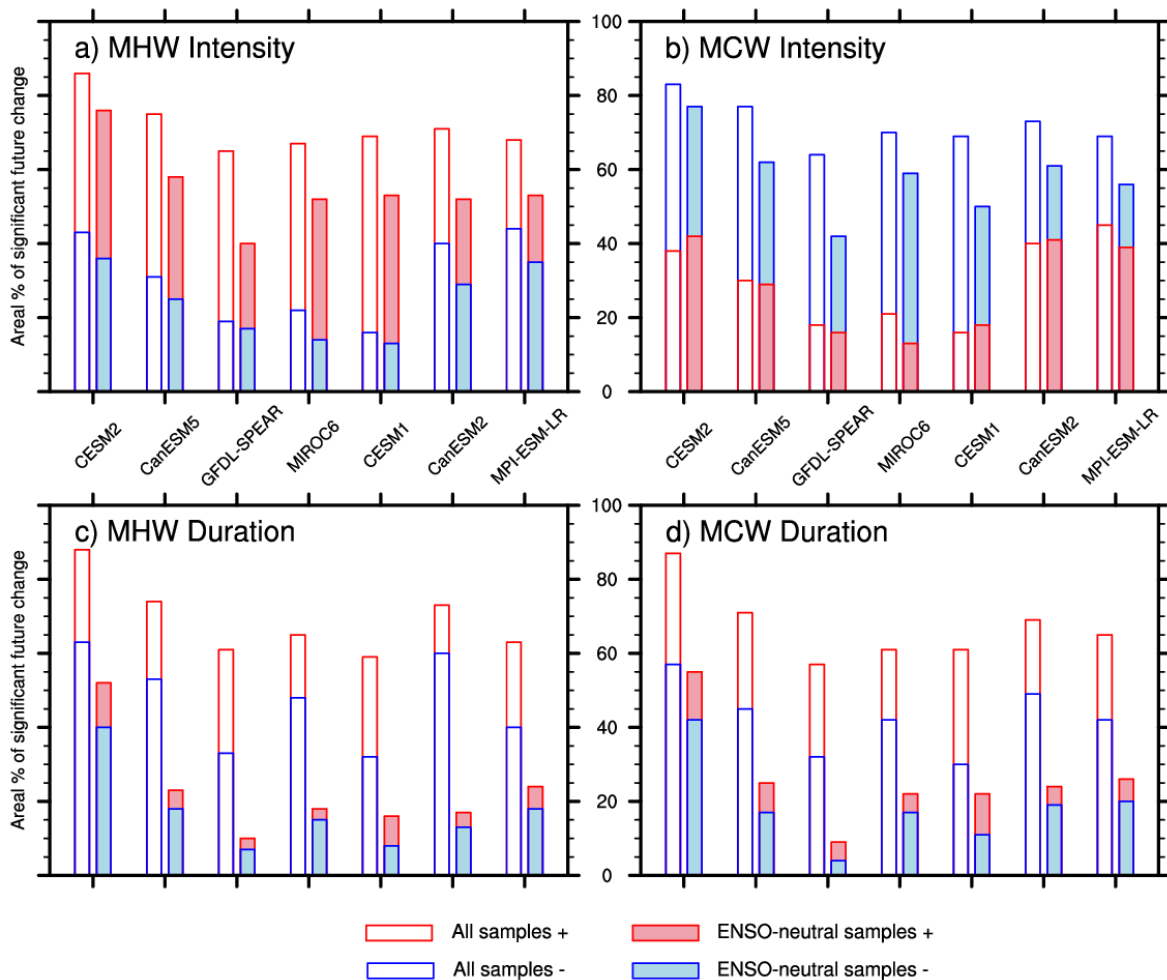 a) MHW Intensity
b) MCW Intensity
100
80
60
40
20
0
Areal % of significant future change
CESM2
CanESM5
GFDL-SPEAR
MIROC6
CESM1
CanESM2
MPI-ESM-LR
CESM2
CanESM5
GFDL-SPEAR
MIROC6
CESM1
CanESM2
MPI-ESM-LR
c) MHW Duration
d) MCW Duration
100
80
60
40
20
0
Areal % of significant future change
All samples +
ENSO-neutral samples +
All samples -
ENSO-neutral samples -